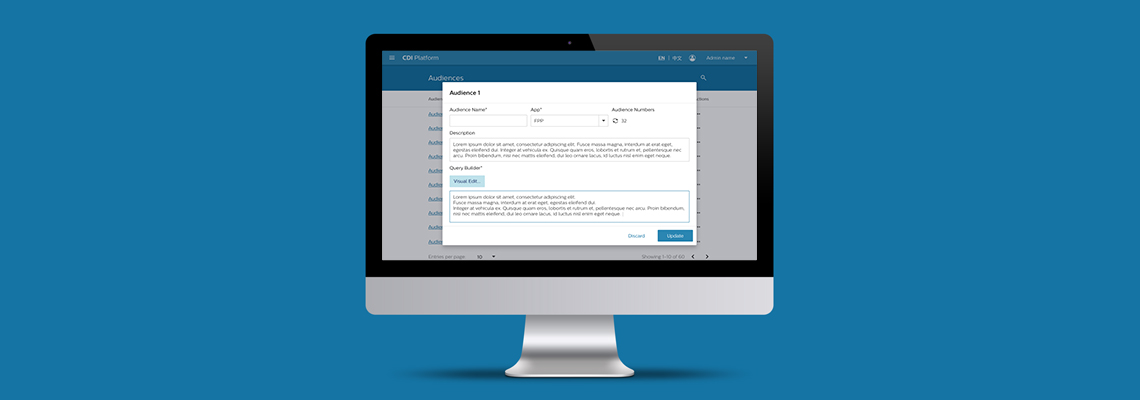 CDI Platform
EN | 中文
Admin name
Audiences
Audience 1
Audience Name* App* Audience Numbers
FPIP
32
Description
Lorem ipsum dolor sit amet, consectetur adipiscing elit. Fusce massa magna, interdum at erat eget,
egestas eleifend dui. Integer at vehicula ex. Quisque quam eros, lobortis et rutrum et, pellentesque nec
arcu. Proin bibendum, nisi nec mattis eleifend, dui leo ornare lacus, id luctus nisl enim eget neque.
Query Builder*
Visual Edit...
Lorem ipsum dolor sit amet, consectetur adipiscing elit.
Fusce massa magna, interdum at erat eget, egestas eleifend dui.
Integer at vehicula ex. Quisque quam eros, lobortis et rutrum et, pellentesque nec arcu. Proin bibendum,
nisi nec mattis eleifend, dui leo ornare lacus, id luctus nisl enim eget neque
Discard Update
Entries per page: 10 Showing 1-10 of 60